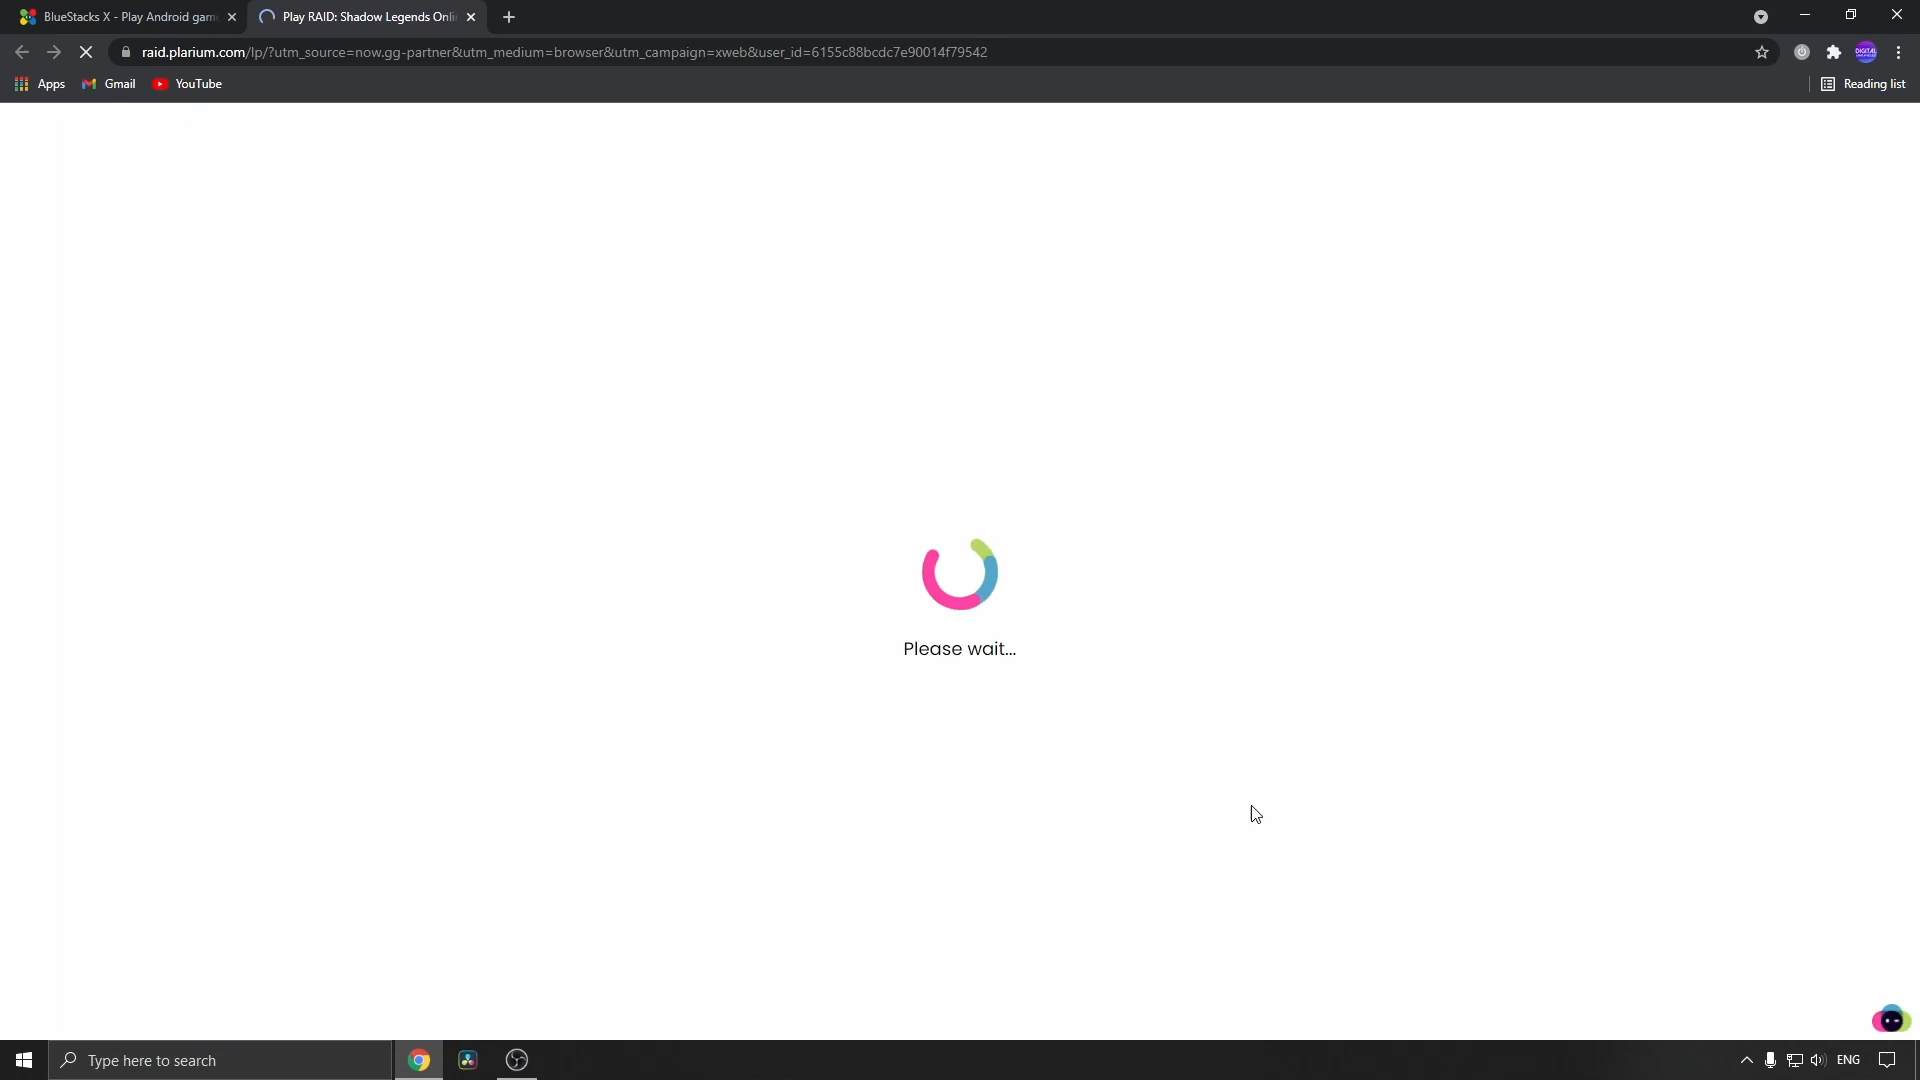 BlueStacks X - Play Android gam
Play RAID: Shadow Legends Onli
raid.plarium.com/lp/?utm_source=now.gg-partner&utm_medium=browser&utm_campaign=xweb&user_id=6155c88bcdc7e90014f79542
Apps
Gmail
YouTube
Reading list
Please wait...
Type here to search
ENG